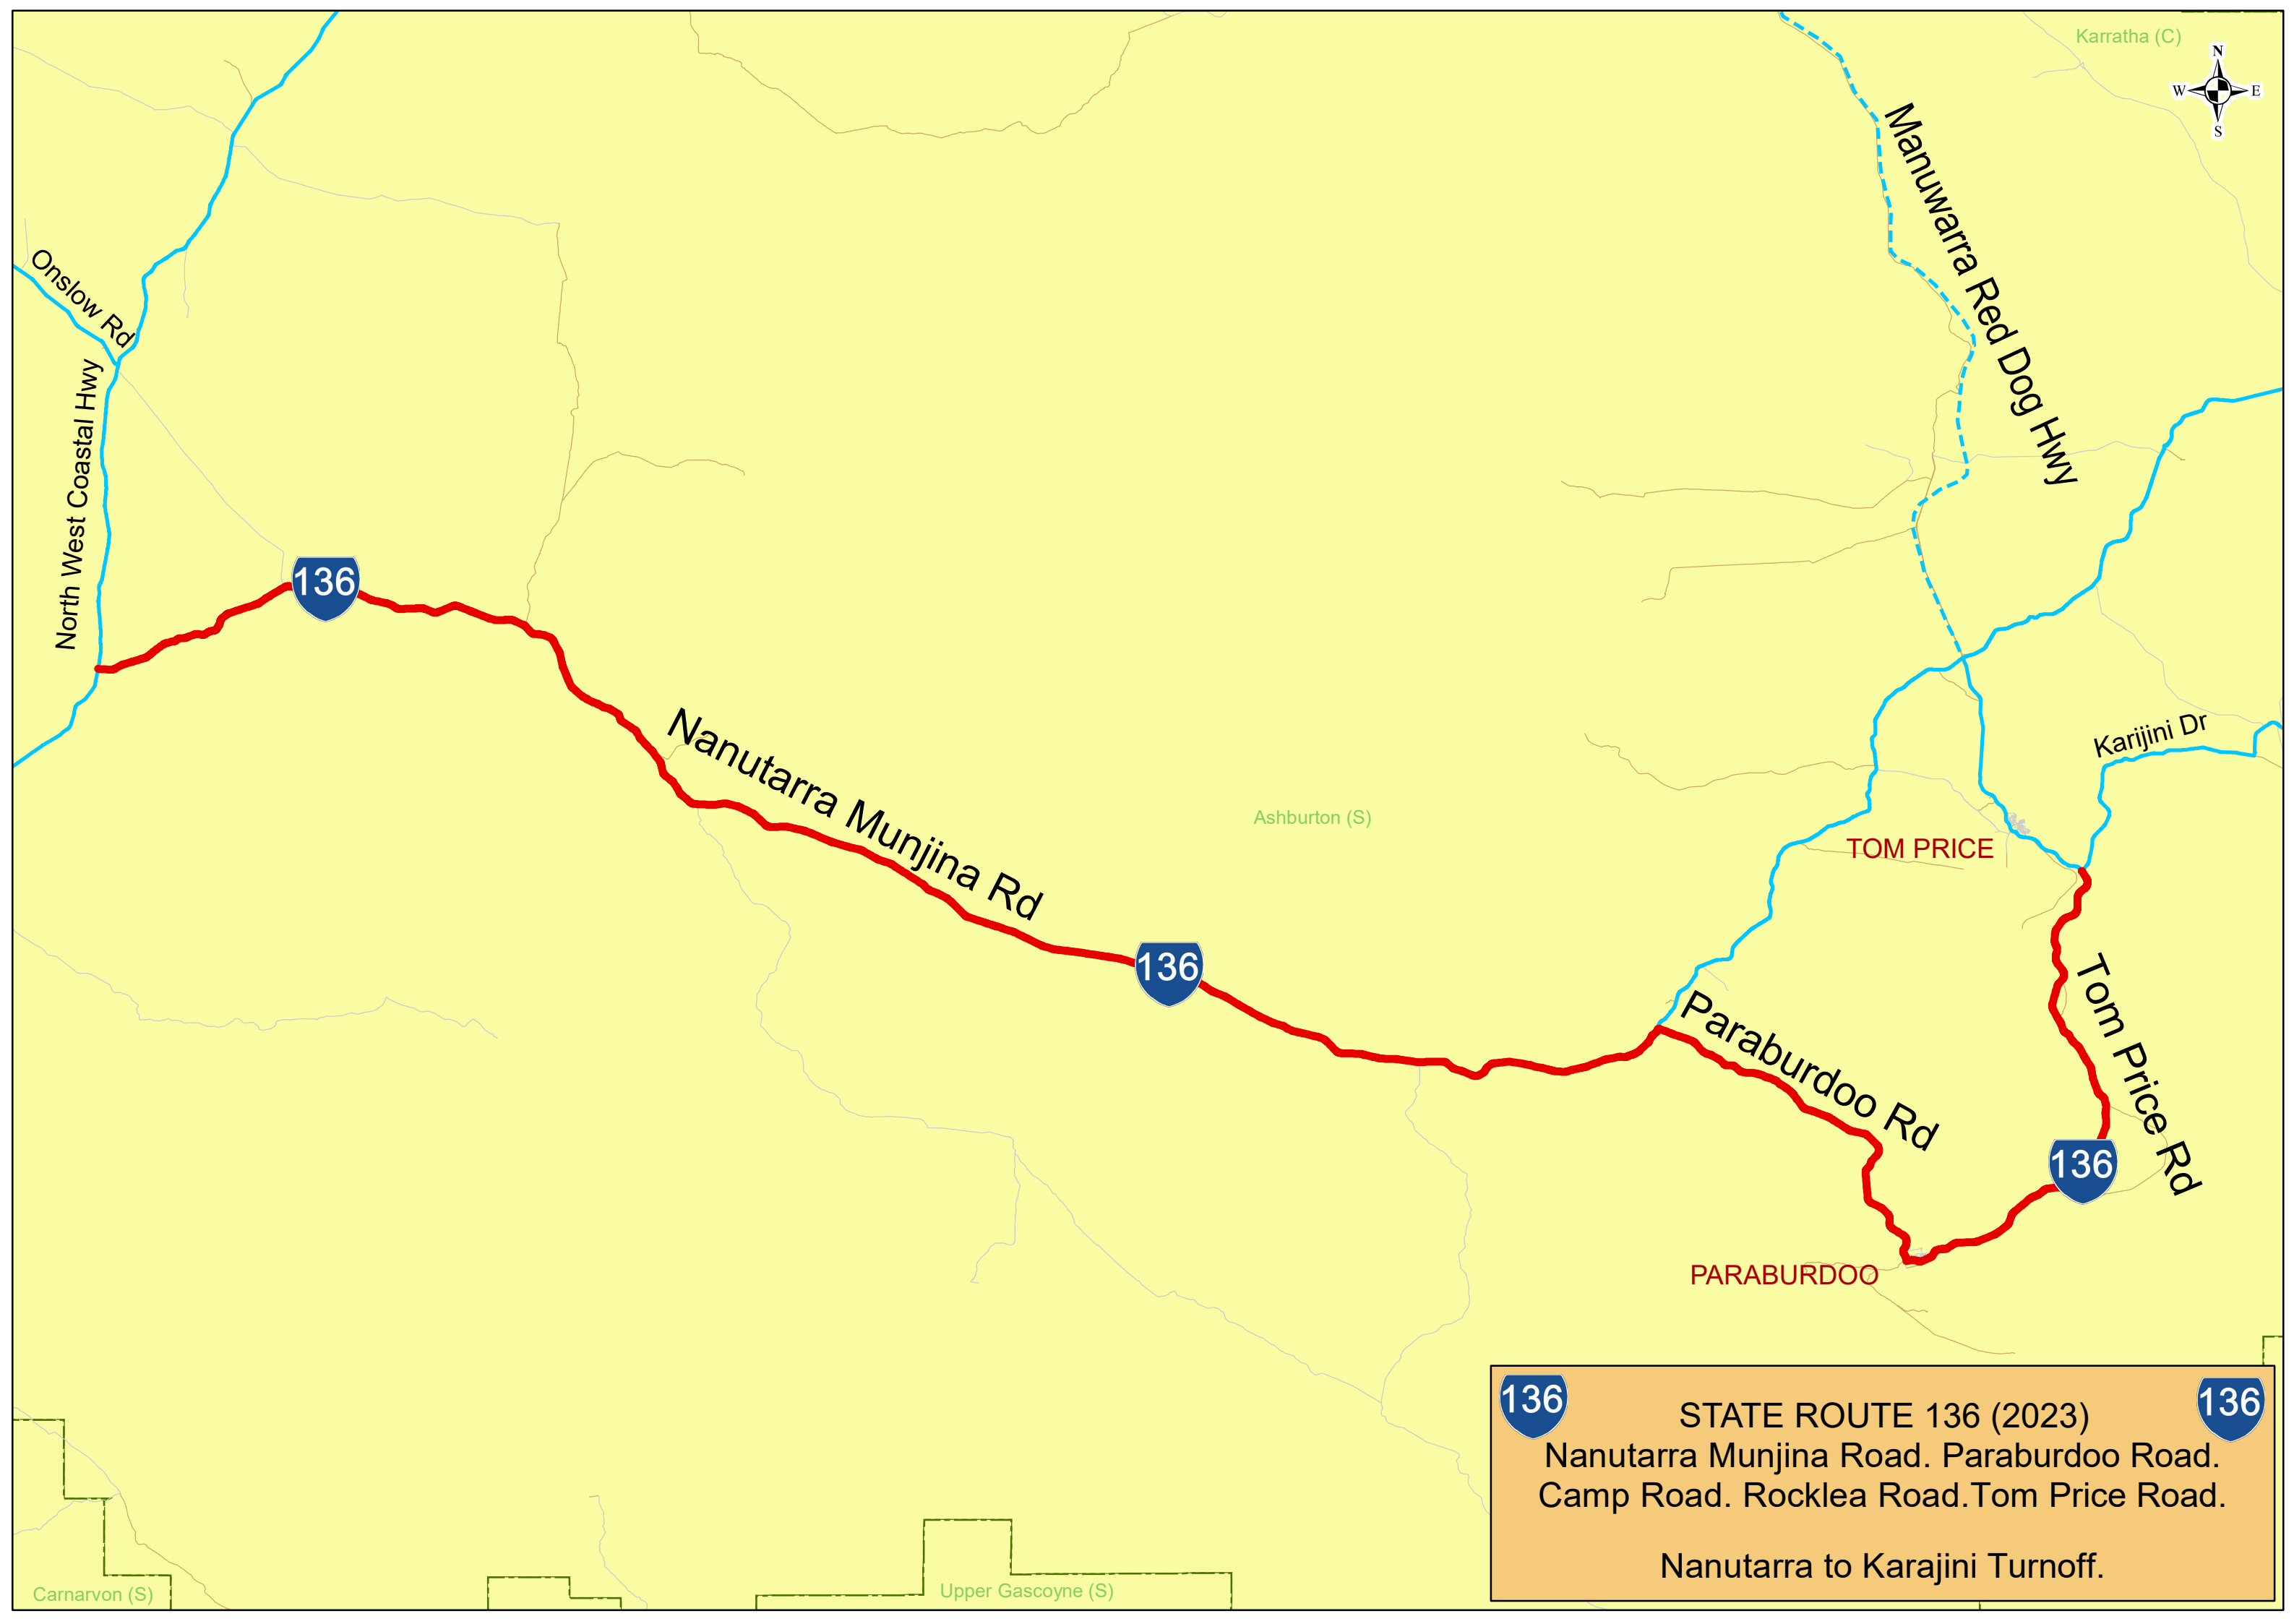 Karratha (C)
N
W
E
S
Manuwarra Red Dog Hwy
Onslow Rd
North West Coastal Hwy
136
Nanutarra Munjina Rd
Karijini Dr
Ashburton (S)
TOM PRICE
136
Paraburdoo Rd
Tom Price Rd
136
PARABURDOO
136
136
STATE ROUTE 136 (2023)
Nanutarra Munjina Road. Paraburdoo Road.
Camp Road. Rocklea Road.Tom Price Road.
Nanutarra to Karajini Turnoff.
Carnarvon (S)
Upper Gascoyne (S)